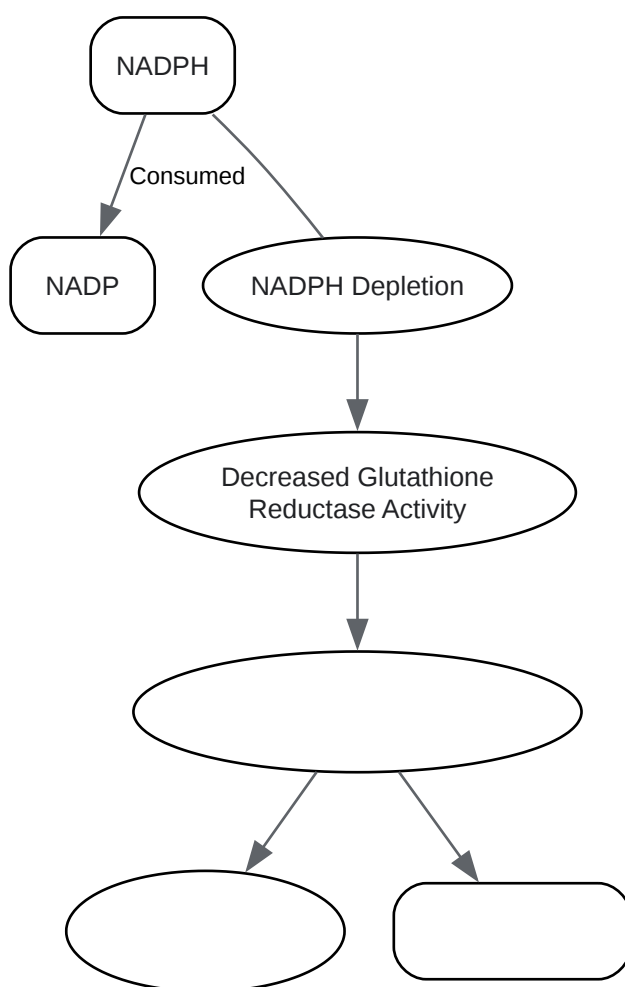 NADPH
Consumed
NADP
NADPH Depletion
Decreased Glutathione
Reductase Activity